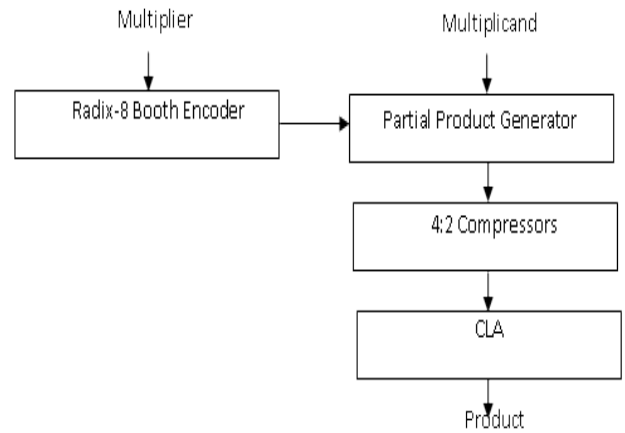 Multiplier
Multiplicand
Radix-8 Booth Encoder
Partial Product Generator
4:2 Compressors
CLA
Product